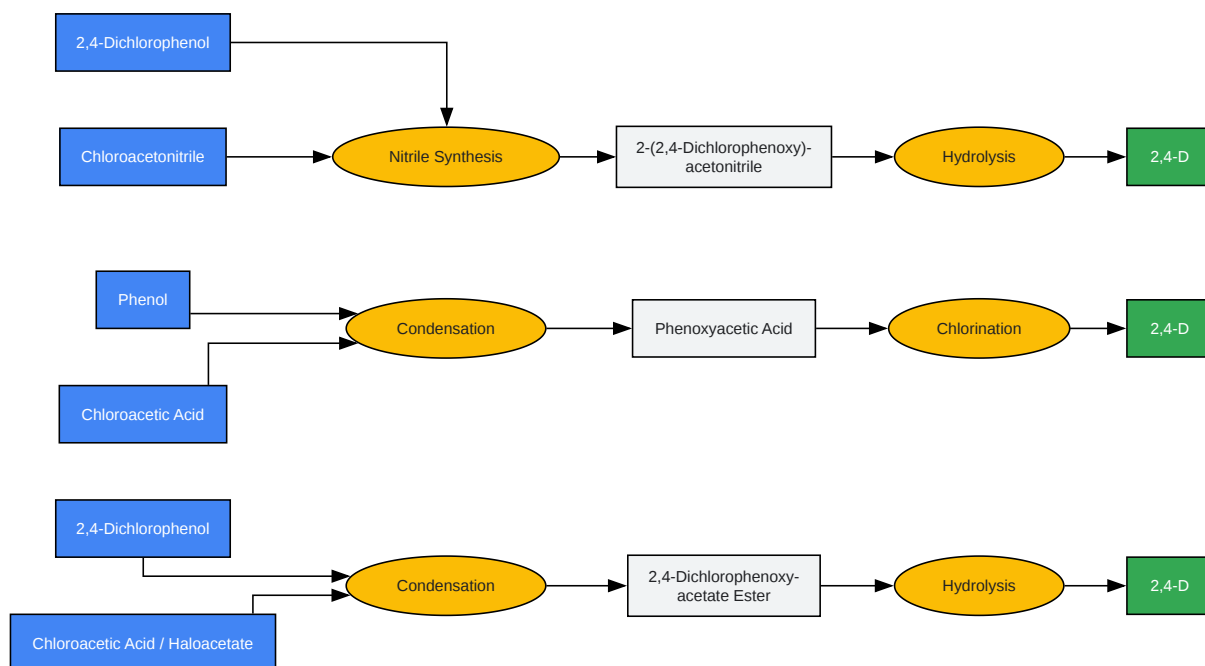 2,4-Dichlorophenol
Chloroacetonitrile
Nitrile Synthesis
2-(2,4-Dichlorophenoxy)-
acetonitrile
Hydrolysis
2,4-D
Phenol
Chloroacetic Acid
Condensation
Phenoxyacetic Acid
Chlorination
2,4-D
2,4-Dichlorophenol
Chloroacetic Acid / Haloacetate
Condensation
2,4-Dichlorophenoxy-
acetate Ester
Hydrolysis
2,4-D